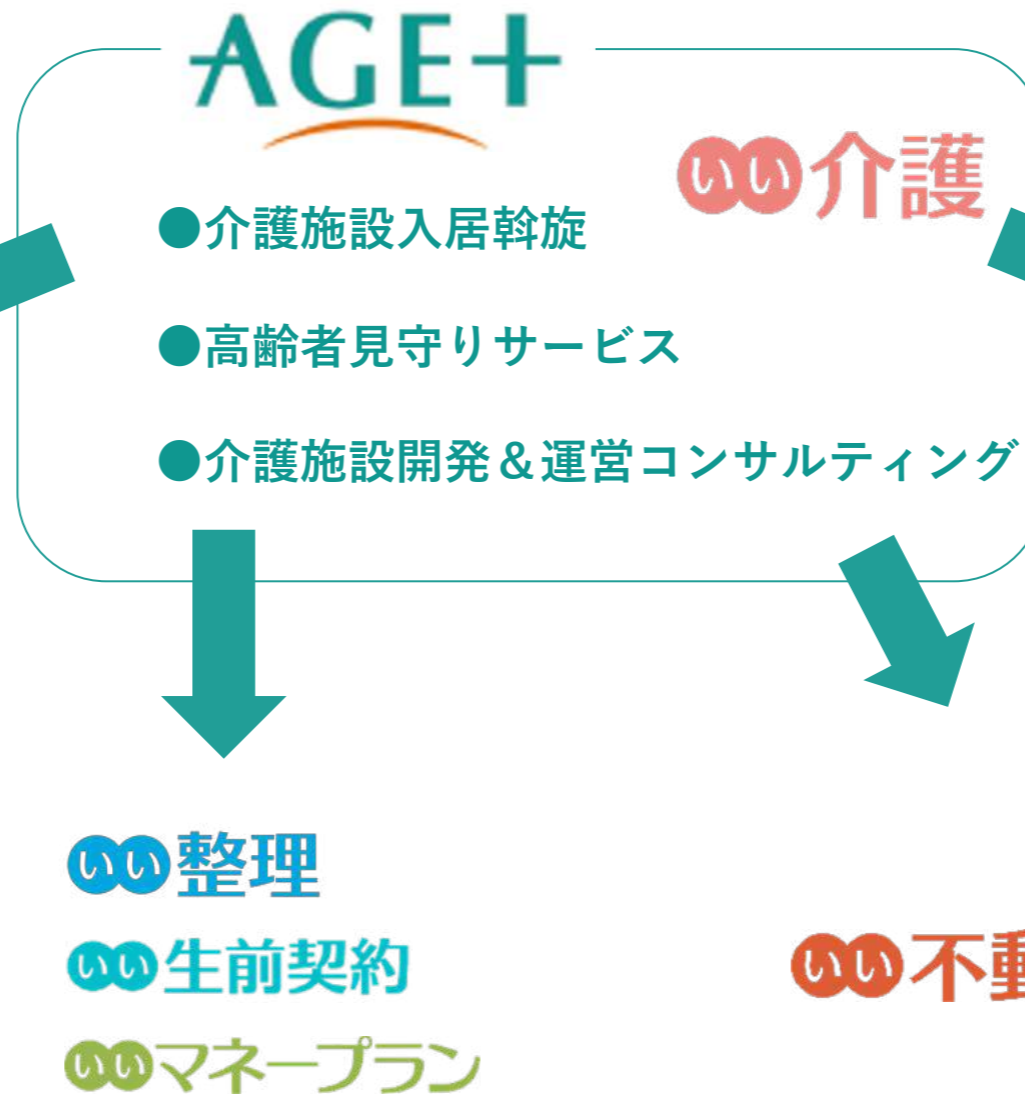 AGE+
いい介護
●介護施設入居斡旋
●高齢者見守りサービス
●介護施設開発&運営コンサルティング
いい整理
いい生前契約
いい不動
いいマネープラン